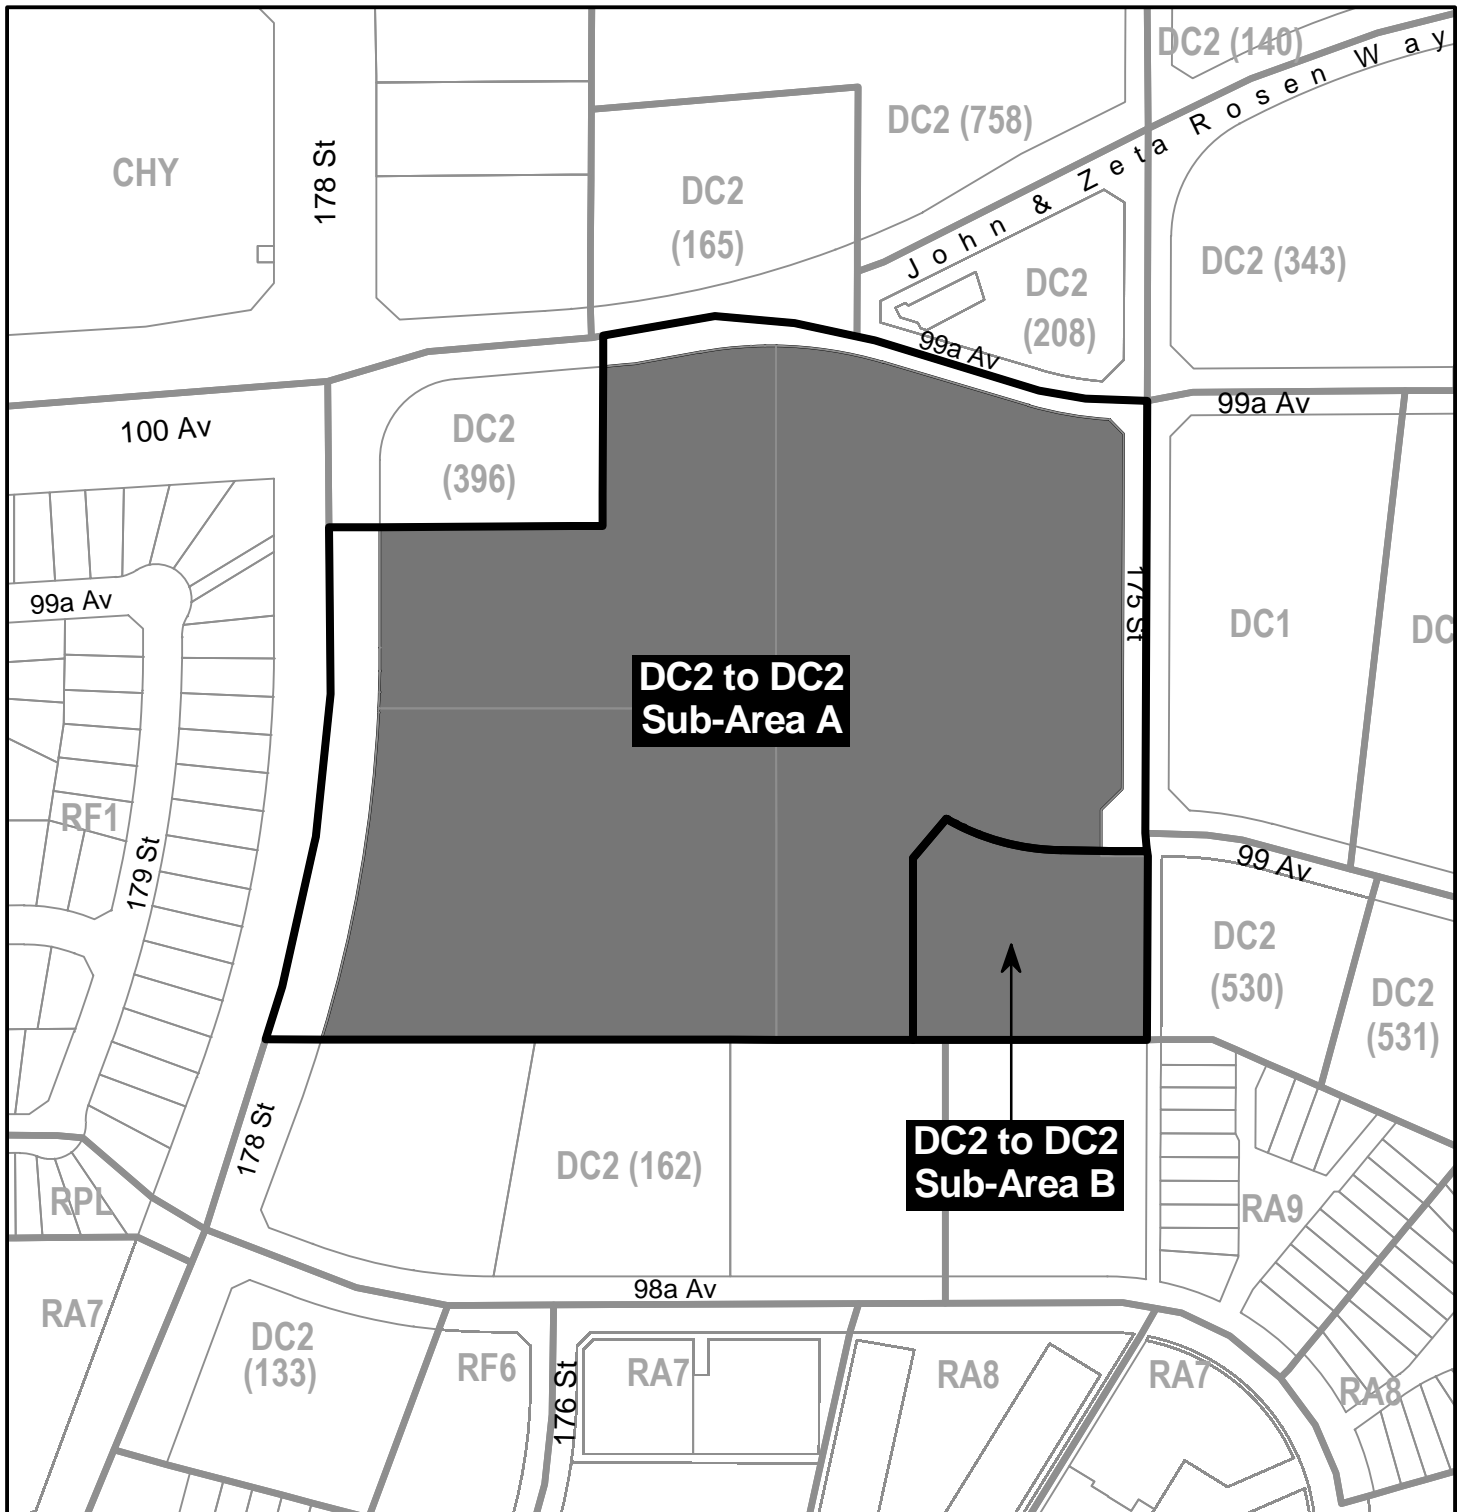 DC2 (140)
John & Zeta Rosen Way
DC2 (758)
CHY
178 St
DC2
(165)
DC2 (343)
DC2
(208)
99a Av
99a Av
100 Av
DC2
(396)
99a Av
175 St
DC1
DC
DC2 to DC2
Sub-Area A
RF1
179 St
99 Av
DC2
(530)
DC2
(531)
178 St
DC2 (162)
DC2 to DC2
Sub-Area B
RPL
RA9
98a Av
RA7
DC2
(133)
RF6
176 St
RA7
RA8
RA7
RA8